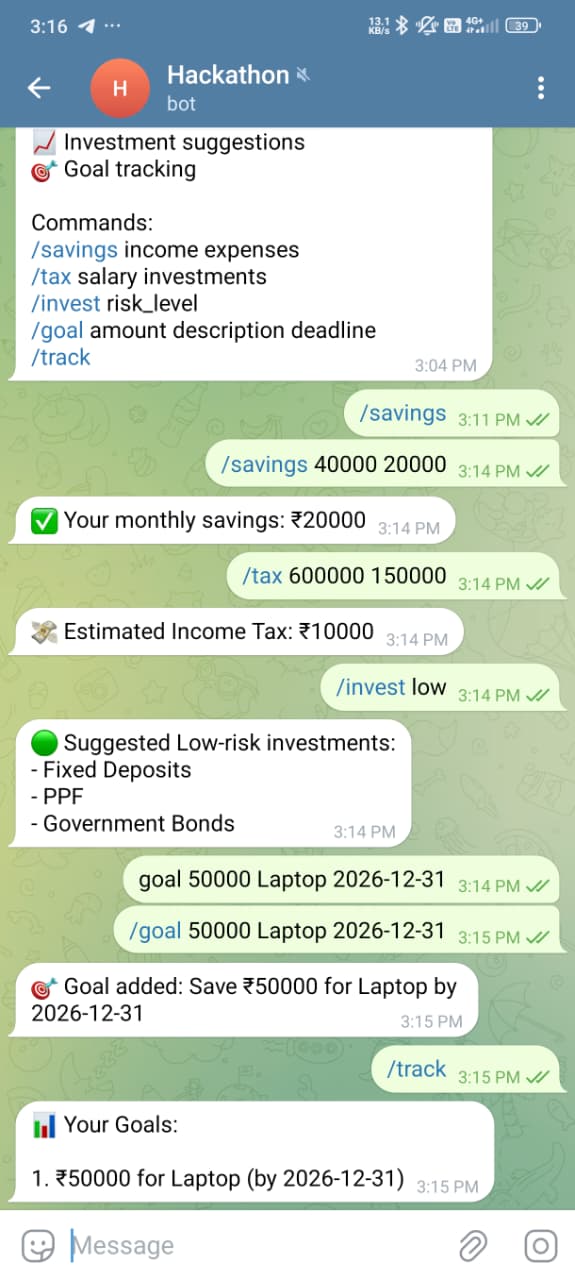 3:16 ...
13.1 KB/s VoLTE 4G+ 39
H
Hackathon
bot
📈 Investment suggestions
🎯 Goal tracking
Commands:
/savings income expenses
/tax salary investments
/invest risk_level
/goal amount description deadline
/track 3:04 PM
/savings 3:11 PM
/savings 40000 20000 3:14 PM
✅ Your monthly savings: ₹20000 3:14 PM
/tax 600000 150000 3:14 PM
💸 Estimated Income Tax: ₹10000 3:14 PM
/invest low 3:14 PM
🟢 Suggested Low-risk investments:
- Fixed Deposits
- PPF
- Government Bonds 3:14 PM
goal 50000 Laptop 2026-12-31 3:14 PM
/goal 50000 Laptop 2026-12-31 3:15 PM
🎯 Goal added: Save ₹50000 for Laptop by
2026-12-31 3:15 PM
/track 3:15 PM
📊 Your Goals:
1. ₹50000 for Laptop (by 2026-12-31) 3:15 PM
Message